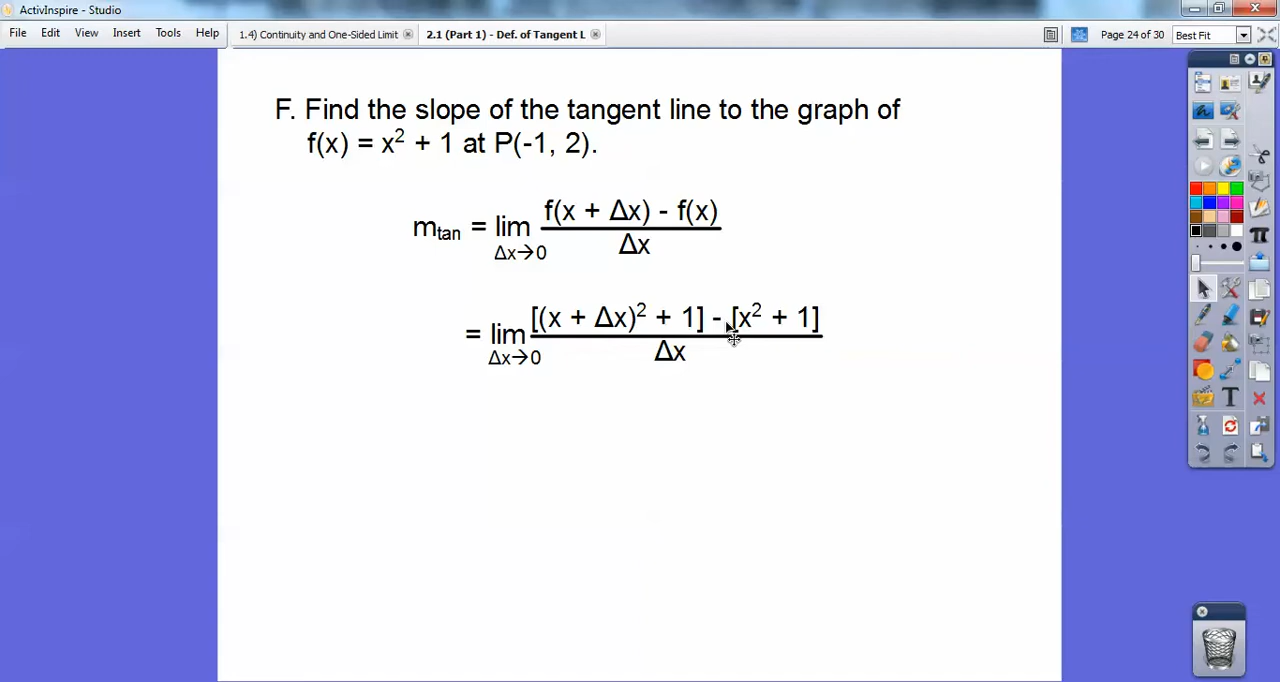 ActivInspire - Studio
File Edit View Insert Tools Help
1.4) Continuity and One-Sided Limit
2.1 (Part 1) - Def. of Tangent L
Page 24 of 30
Best Fit
F. Find the slope of the tangent line to the graph of
f(x) = x² + 1 at P(-1, 2).
f(x + Δx) - f(x)
m_tan = lim
Δx
Δx→0
[(x + Δx)² + 1] - [x² + 1]
= lim
Δx
Δx→0
T